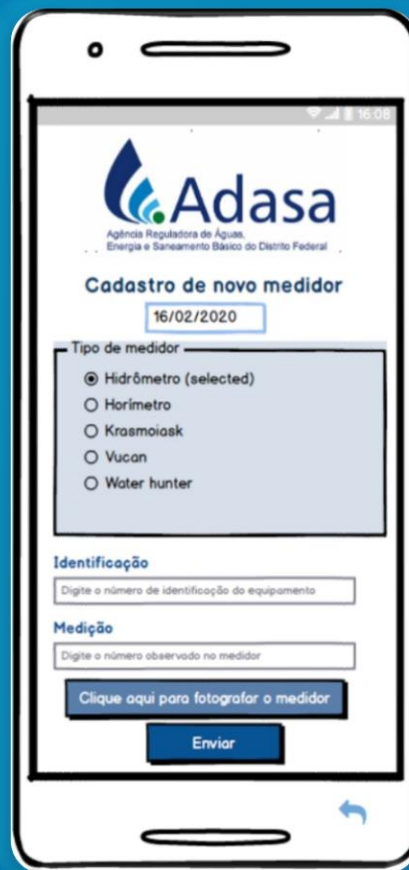 16:08
Adasa
Agência Reguladora de Águas,
Energia e Saneamento Básico do Distrito Federal
Cadastro de novo medidor
16/02/2020
Tipo de medidor
Hidrômetro (selected)
Horímetro
Krasmoiask
Vucan
Water hunter
Identificação
Digite o número de identificação do equipamento
Medição
Digite o número observado no medidor
Clique aqui para fotografar o medidor
Enviar